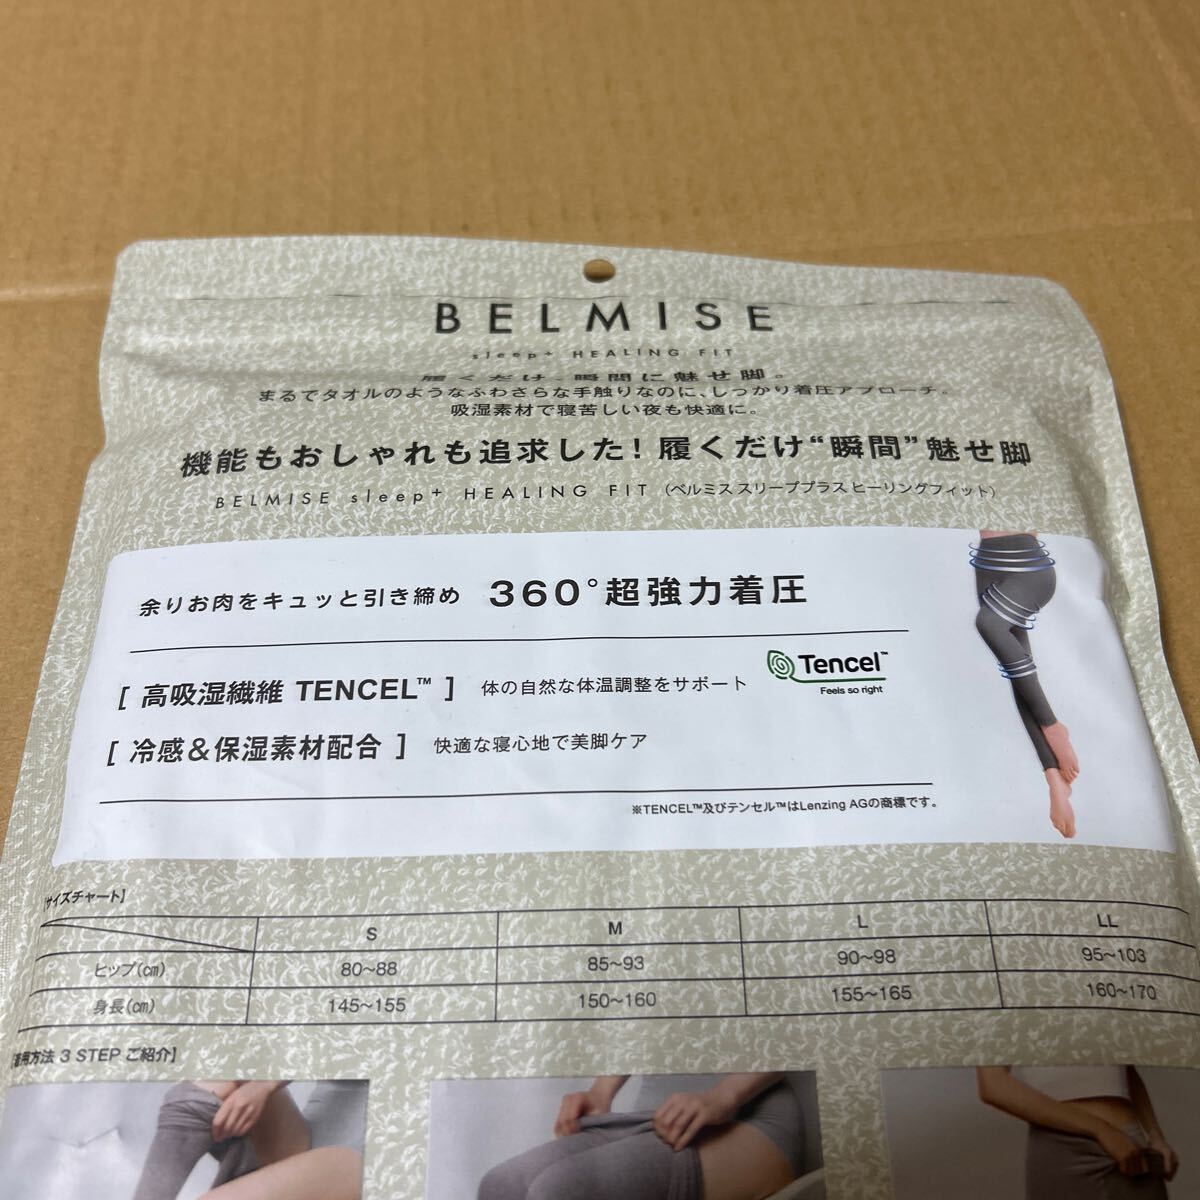 BELMISE
sleep+ HEALING FIT
履くだけ、瞬間に魅せ脚。
まるでタオルのようなふわさらな手触りなのに、しっかり着圧アプローチ。
吸湿素材で寝苦しい夜も快適に。
機能もおしゃれも追求した！履くだけ“瞬間”魅せ脚
BELMISE sleep+ HEALING FIT（ベルミス スリーププラス ヒーリングフィット）
余りお肉をキュッと引き締め 360°超強力着圧
[ 高吸湿繊維 TENCEL™ ] 体の自然な体温調整をサポート
Tencel™
Feels so right
[ 冷感＆保湿素材配合 ] 快適な寝心地で美脚ケア
※TENCEL™及びテンセル™はLenzing AGの商標です。
[サイズチャート]
S M L LL
ヒップ(cm) 80~88 85~93 90~98 95~103
身長(cm) 145~155 150~160 155~165 160~170
[着用方法 3 STEP ご紹介]